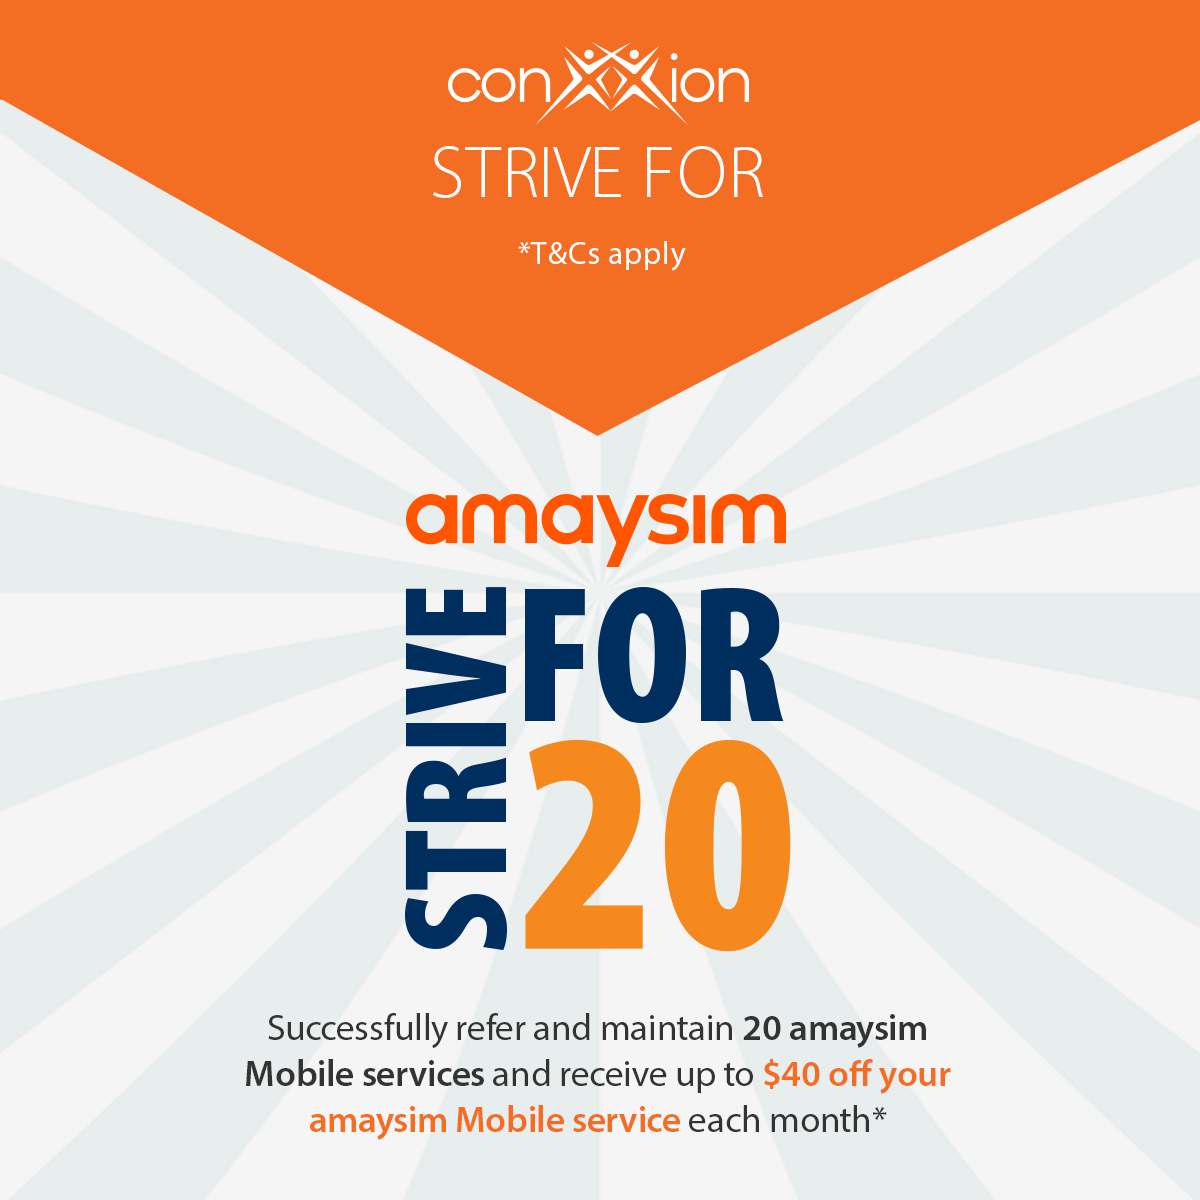 conXXion
STRIVE FOR
*T&Cs apply
amaysim
STRIVE FOR
20
Successfully refer and maintain 20 amaysim
Mobile services and receive up to $40 off your
amaysim Mobile service each month*